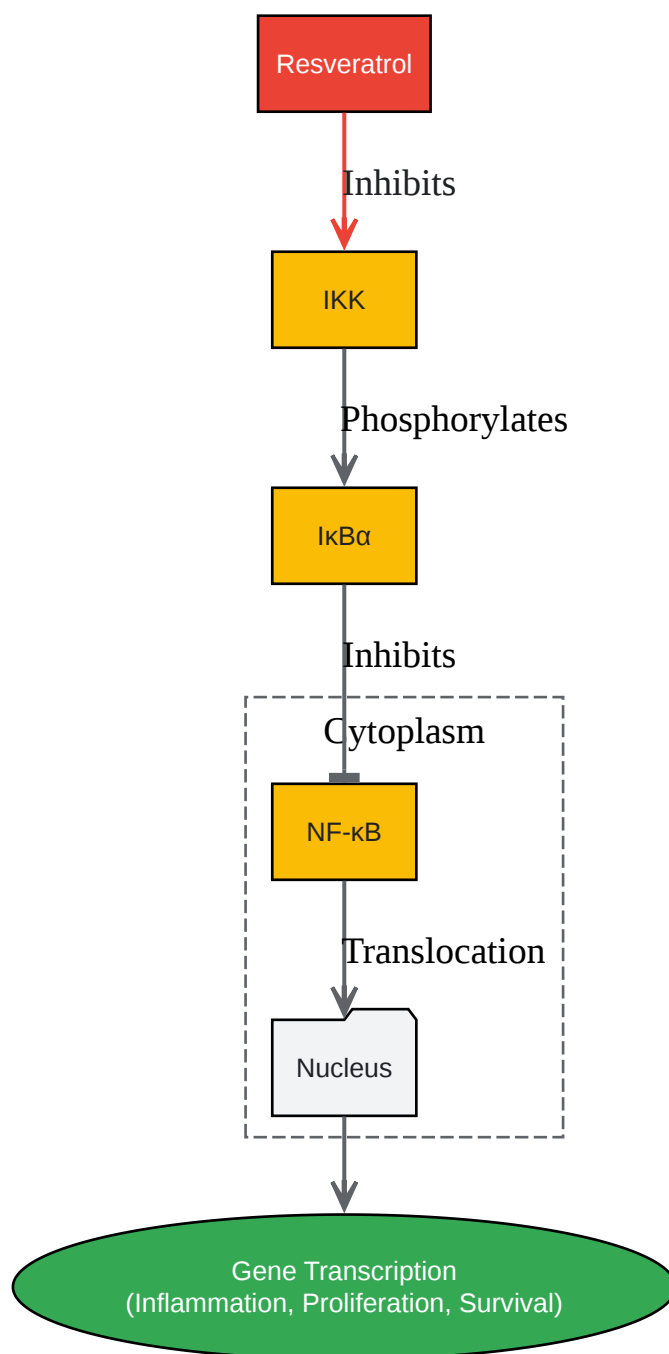 Resveratrol
Inhibits
IKK
Phosphorylates
IκBα
Inhibits
Cytoplasm
NF-κB
Translocation
Nucleus
Gene Transcription
(Inflammation, Proliferation, Survival)